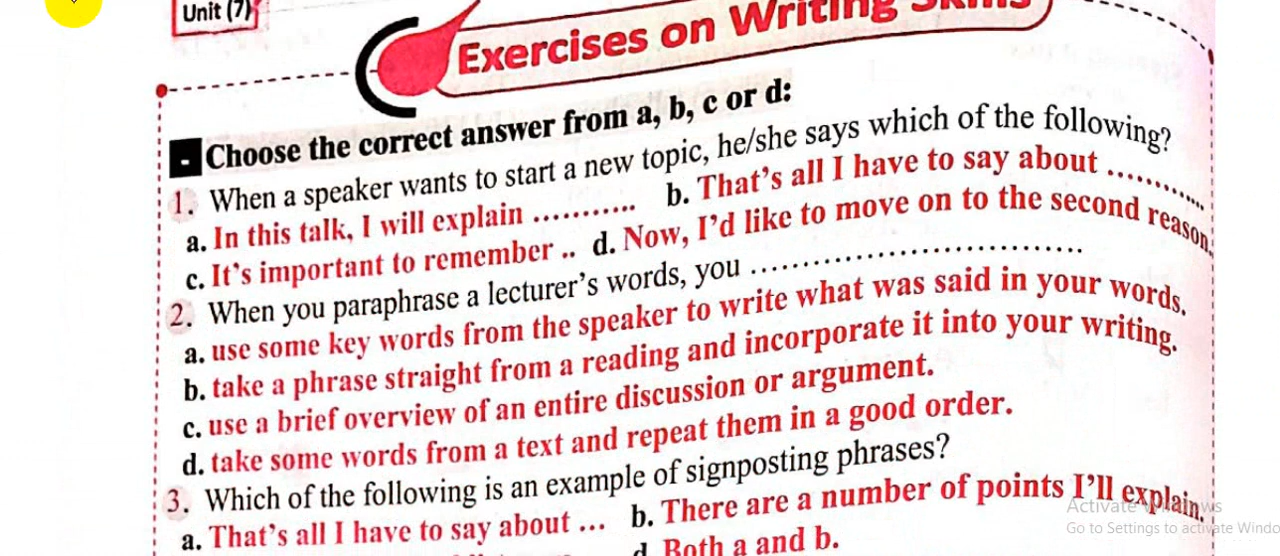 Unit (7)
Exercises on Writing Skills
- Choose the correct answer from a, b, c or d:
1. When a speaker wants to start a new topic, he/she says which of the following?
a. In this talk, I will explain ........... b. That's all I have to say about .............
c. It's important to remember .. d. Now, I'd like to move on to the second reason.
2. When you paraphrase a lecturer's words, you ......................................
a. use some key words from the speaker to write what was said in your words.
b. take a phrase straight from a reading and incorporate it into your writing.
c. use a brief overview of an entire discussion or argument.
d. take some words from a text and repeat them in a good order.
3. Which of the following is an example of signposting phrases?
a. That's all I have to say about ... b. There are a number of points I'll explain.
d. Both a and b.
Activate Windows
Go to Settings to activate Windo